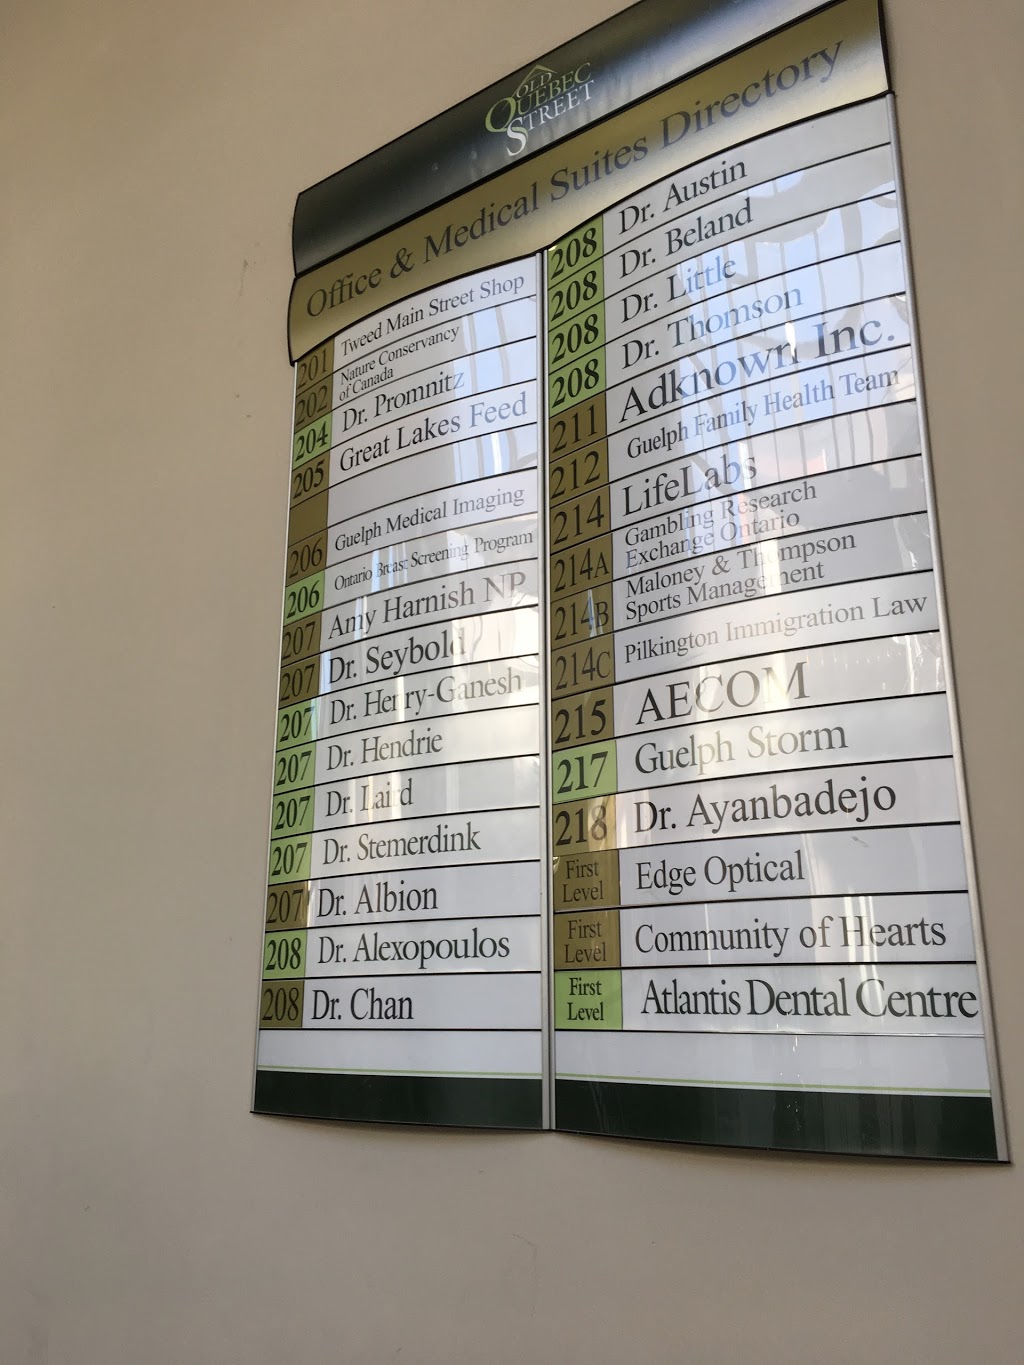 OLD
QUEBEC
STREET
Office & Medical Suites Directory
201 Tweed Main Street Shop
202 Nature Conservancy
of Canada
204 Dr. Promnitz
205 Great Lakes Feed
206 Guelph Medical Imaging
206 Ontario Breast Screening Program
207 Amy Harnish NP
207 Dr. Seybold
207 Dr. Henry-Ganesh
207 Dr. Hendrie
207 Dr. Laird
207 Dr. Stemerdink
207 Dr. Albion
208 Dr. Alexopoulos
208 Dr. Chan
208 Dr. Austin
208 Dr. Beland
208 Dr. Little
208 Dr. Thomson
211 Adknown Inc.
212 Guelph Family Health Team
214 LifeLabs
214A Gambling Research
Exchange Ontario
214B Maloney & Thompson
Sports Management
214C Pilkington Immigration Law
215 AECOM
217 Guelph Storm
218 Dr. Ayanbadejo
First Level Edge Optical
First Level Community of Hearts
First Level Atlantis Dental Centre